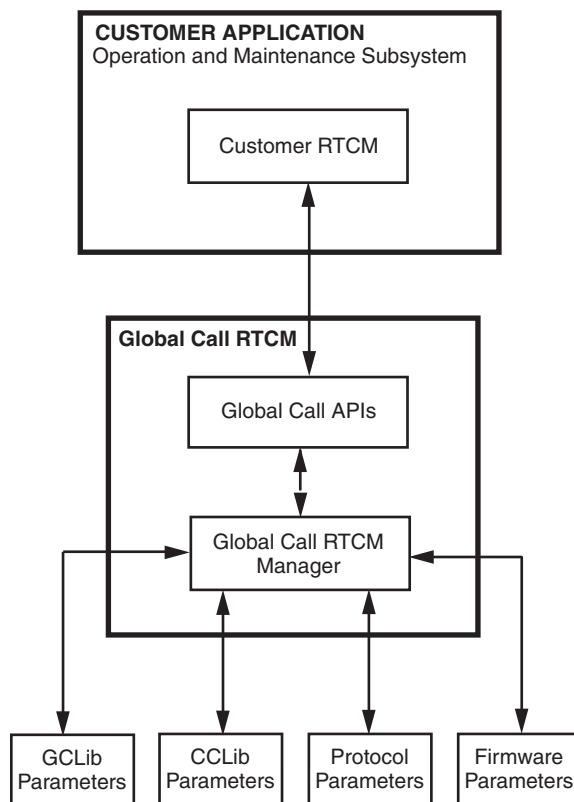 CUSTOMER APPLICATION
Operation and Maintenance Subsystem
Customer RTCM
Global Call RTCM
Global Call APIs
Global Call RTCM
Manager
GCLib
Parameters
CCLib
Parameters
Protocol
Parameters
Firmware
Parameters